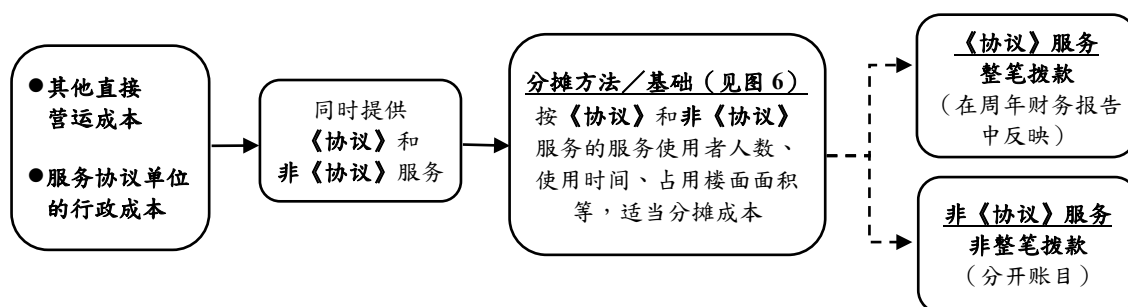 ●其他直接
营运成本
●服务协议单位
的行政成本
同时提供
《协议》和
非《协议》服务
分摊方法／基础（见图 6）
按《协议》和非《协议》
服务的服务使用者人数、
使用时间、占用楼面面积
等，适当分摊成本
《协议》服务
整笔拨款
（在周年财务报告
中反映）
非《协议》服务
非整笔拨款
（分开账目）